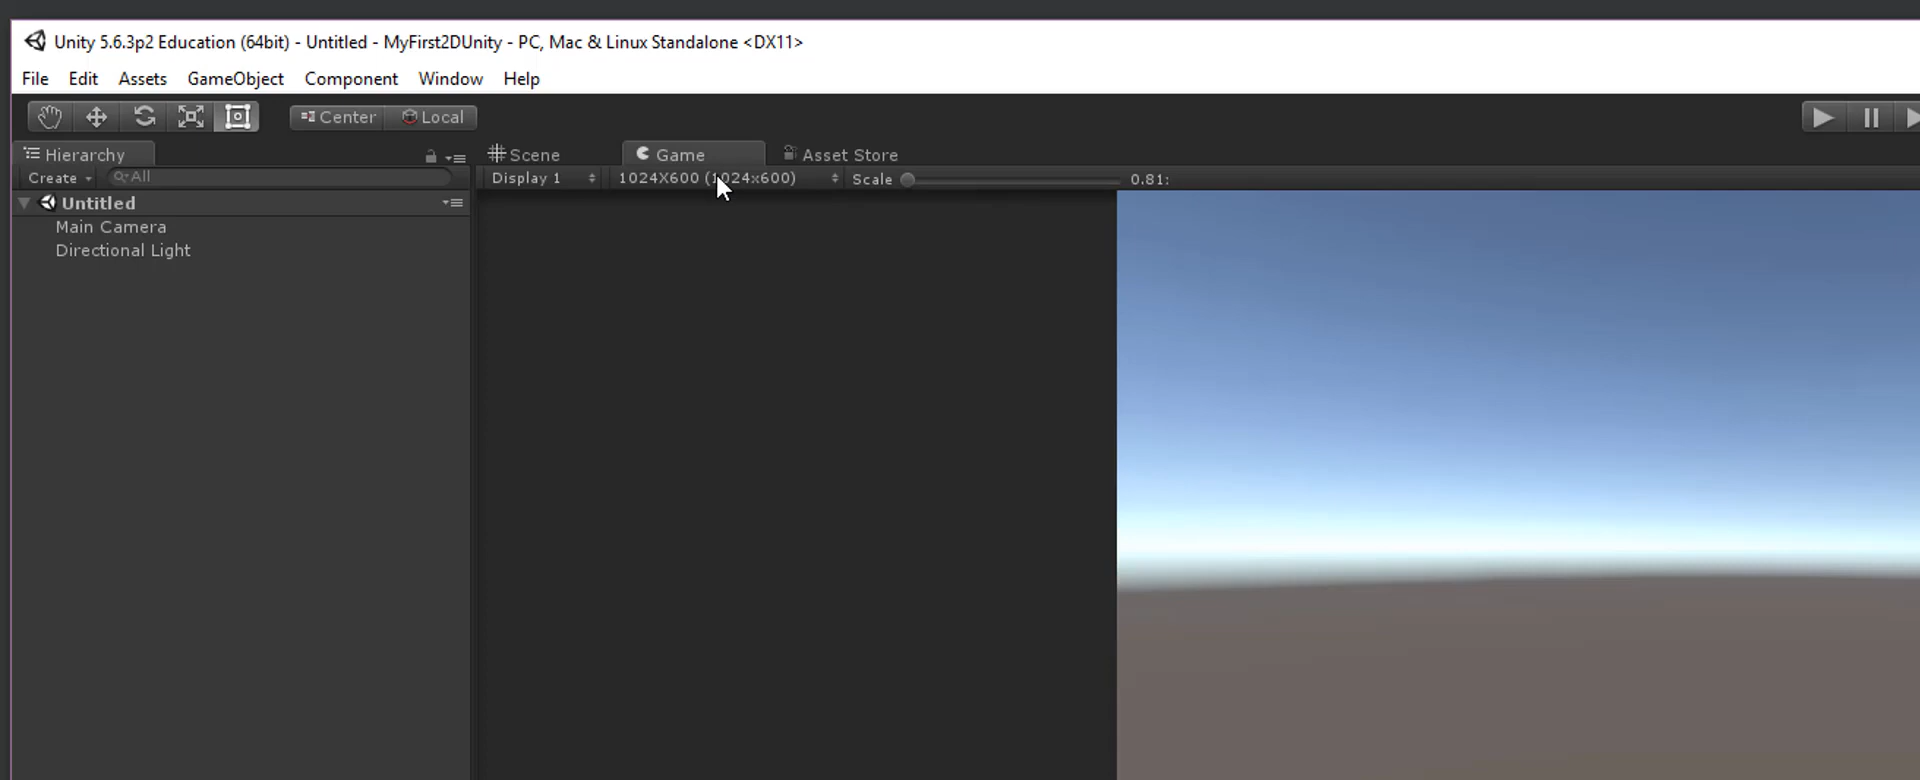 Unity 5.6.3p2 Education (64bit) - Untitled - MyFirst2DUnity - PC, Mac & Linux Standalone <DX11>
File Edit Assets GameObject Component Window Help
Center Local
Hierarchy Scene Game Asset Store
Create All Display 1 1024X600 (1024x600) Scale 0.81:
Untitled
Main Camera
Directional Light